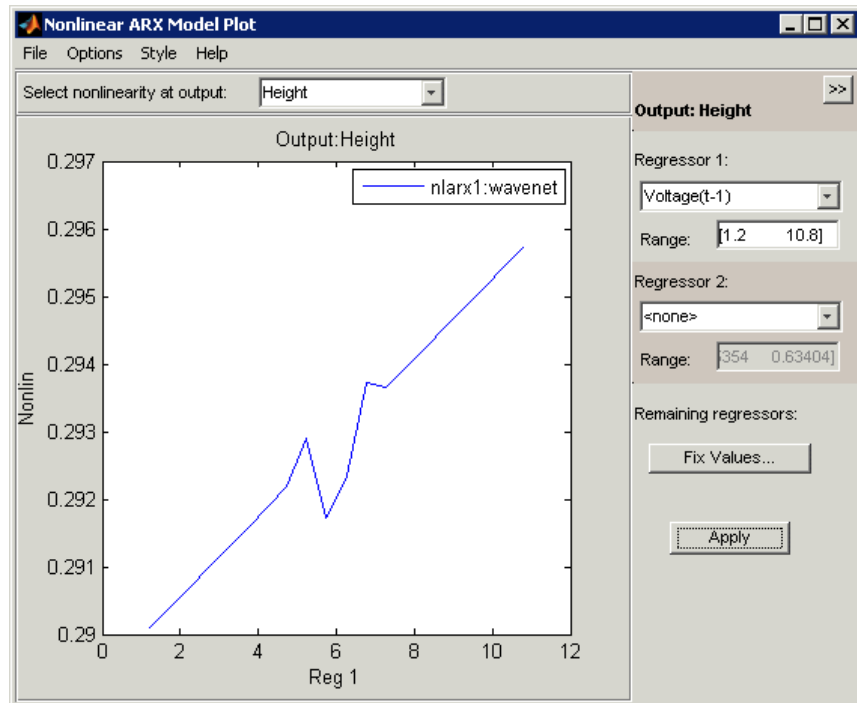 Nonlinear ARX Model Plot
File Options Style Help
Select nonlinearity at output: Height
>>
Output: Height
Output:Height
nlarx1:wavenet
0.297
0.296
0.295
0.294
0.293
0.292
0.291
0.29
Nonlin
0 2 4 6 8 10 12
Reg 1
Regressor 1:
Voltage(t-1)
Range: [1.2 10.8]
Regressor 2:
<none>
Range: 354 0.63404]
Remaining regressors:
Fix Values...
Apply